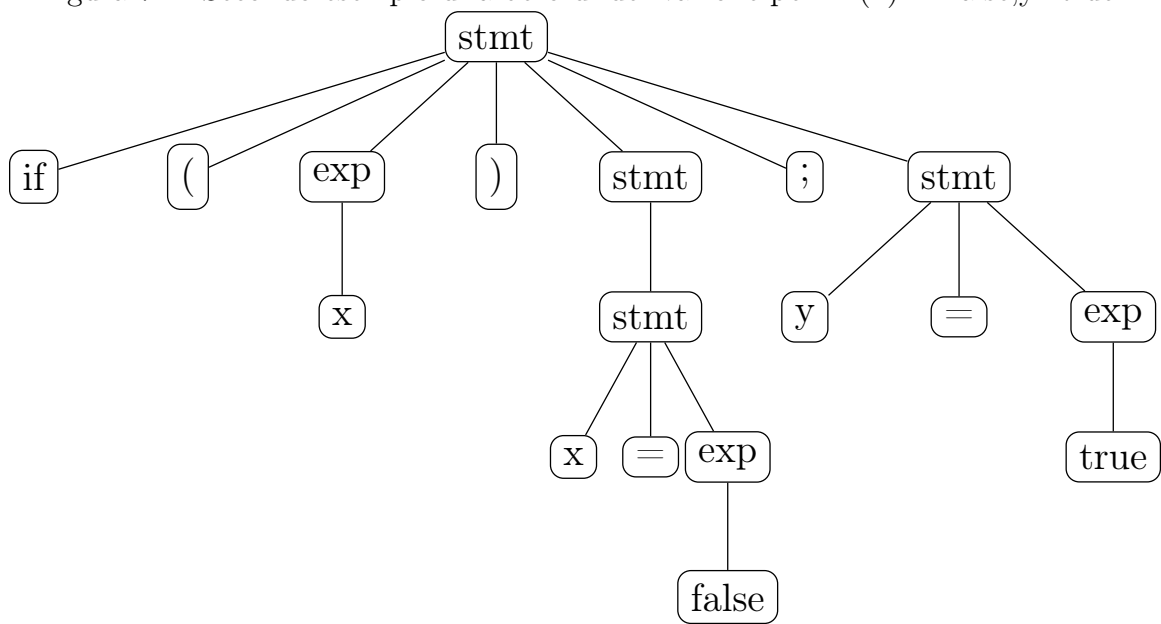 stmt
if ( exp ) stmt ; stmt
x stmt y = exp
x = exp true
false